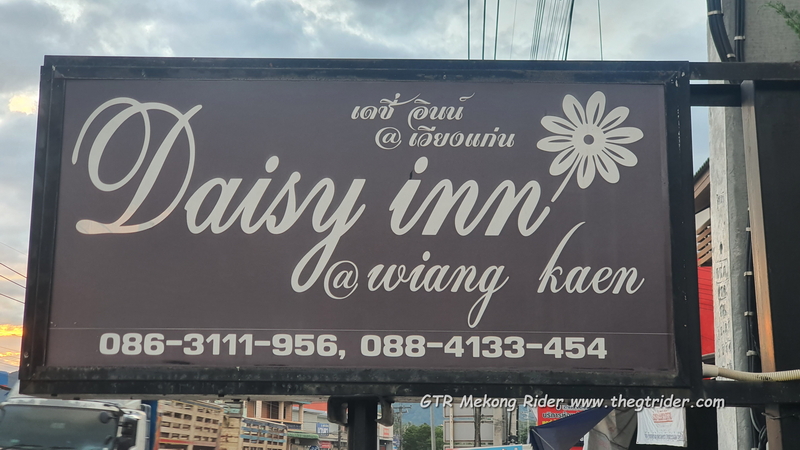 เดซี่ อินน์
@ เวียงแก่น
Daisy inn
@ wiang kaen
086-3111-956, 088-4133-454
GTR Mekong Rider www.thegtrider.com